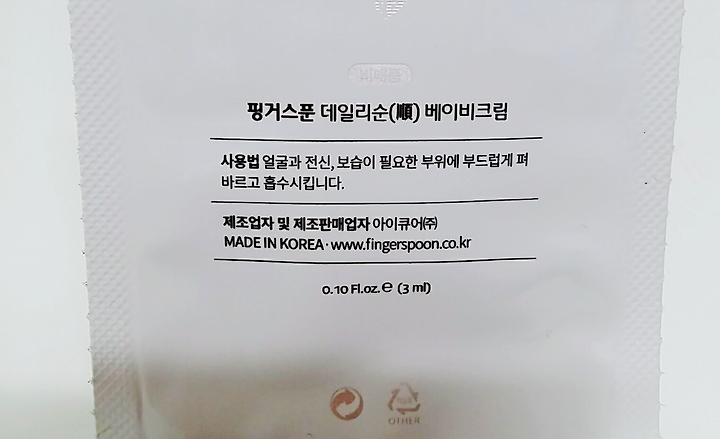 핑거스푼 데일리순(順) 베이비크림
사용법 얼굴과 전신, 보습이 필요한 부위에 부드럽게 펴
바르고 흡수시킵니다.
제조업자 및 제조판매업자 아이큐어㈜
MADE IN KOREA · www.fingerspoon.co.kr
0.10 Fl.oz. ℮ (3 ml)
OTHER